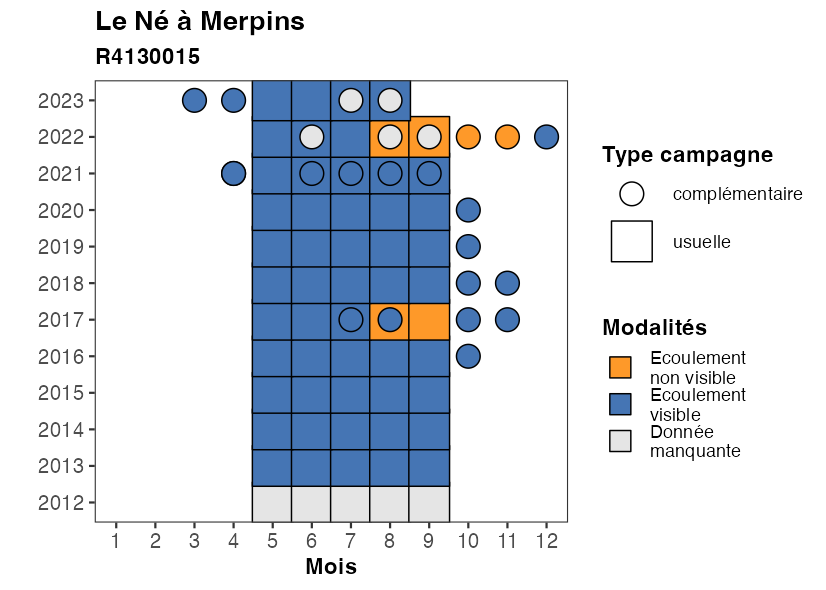 Le Né à Merpins
R4130015
2023
2022
2021
2020
2019
2018
2017
2016
2015
2014
2013
2012
1 2 3 4 5 6 7 8 9 10 11 12
Mois
Type campagne
complémentaire
usuelle
Modalités
Ecoulement
non visible
Ecoulement
visible
Donnée
manquante